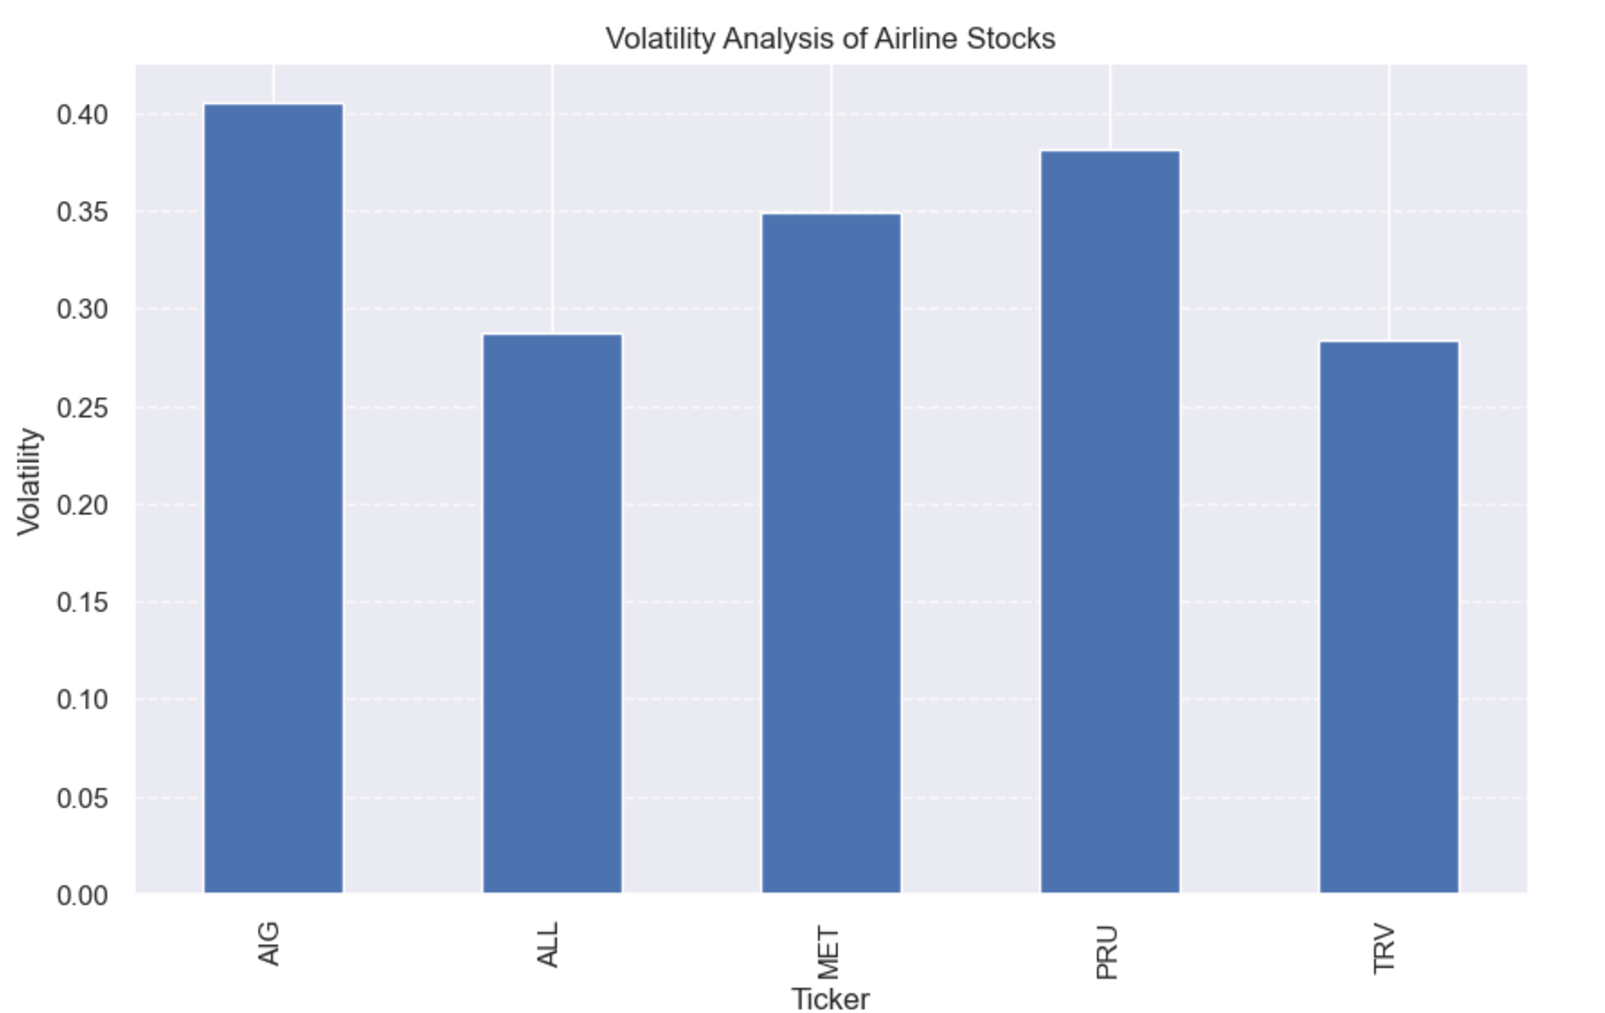 Volatility Analysis of Airline Stocks
0.40
0.35
0.30
0.25
0.20
0.15
0.10
0.05
0.00
Volatility
AIG
ALL
MET
PRU
TRV
Ticker